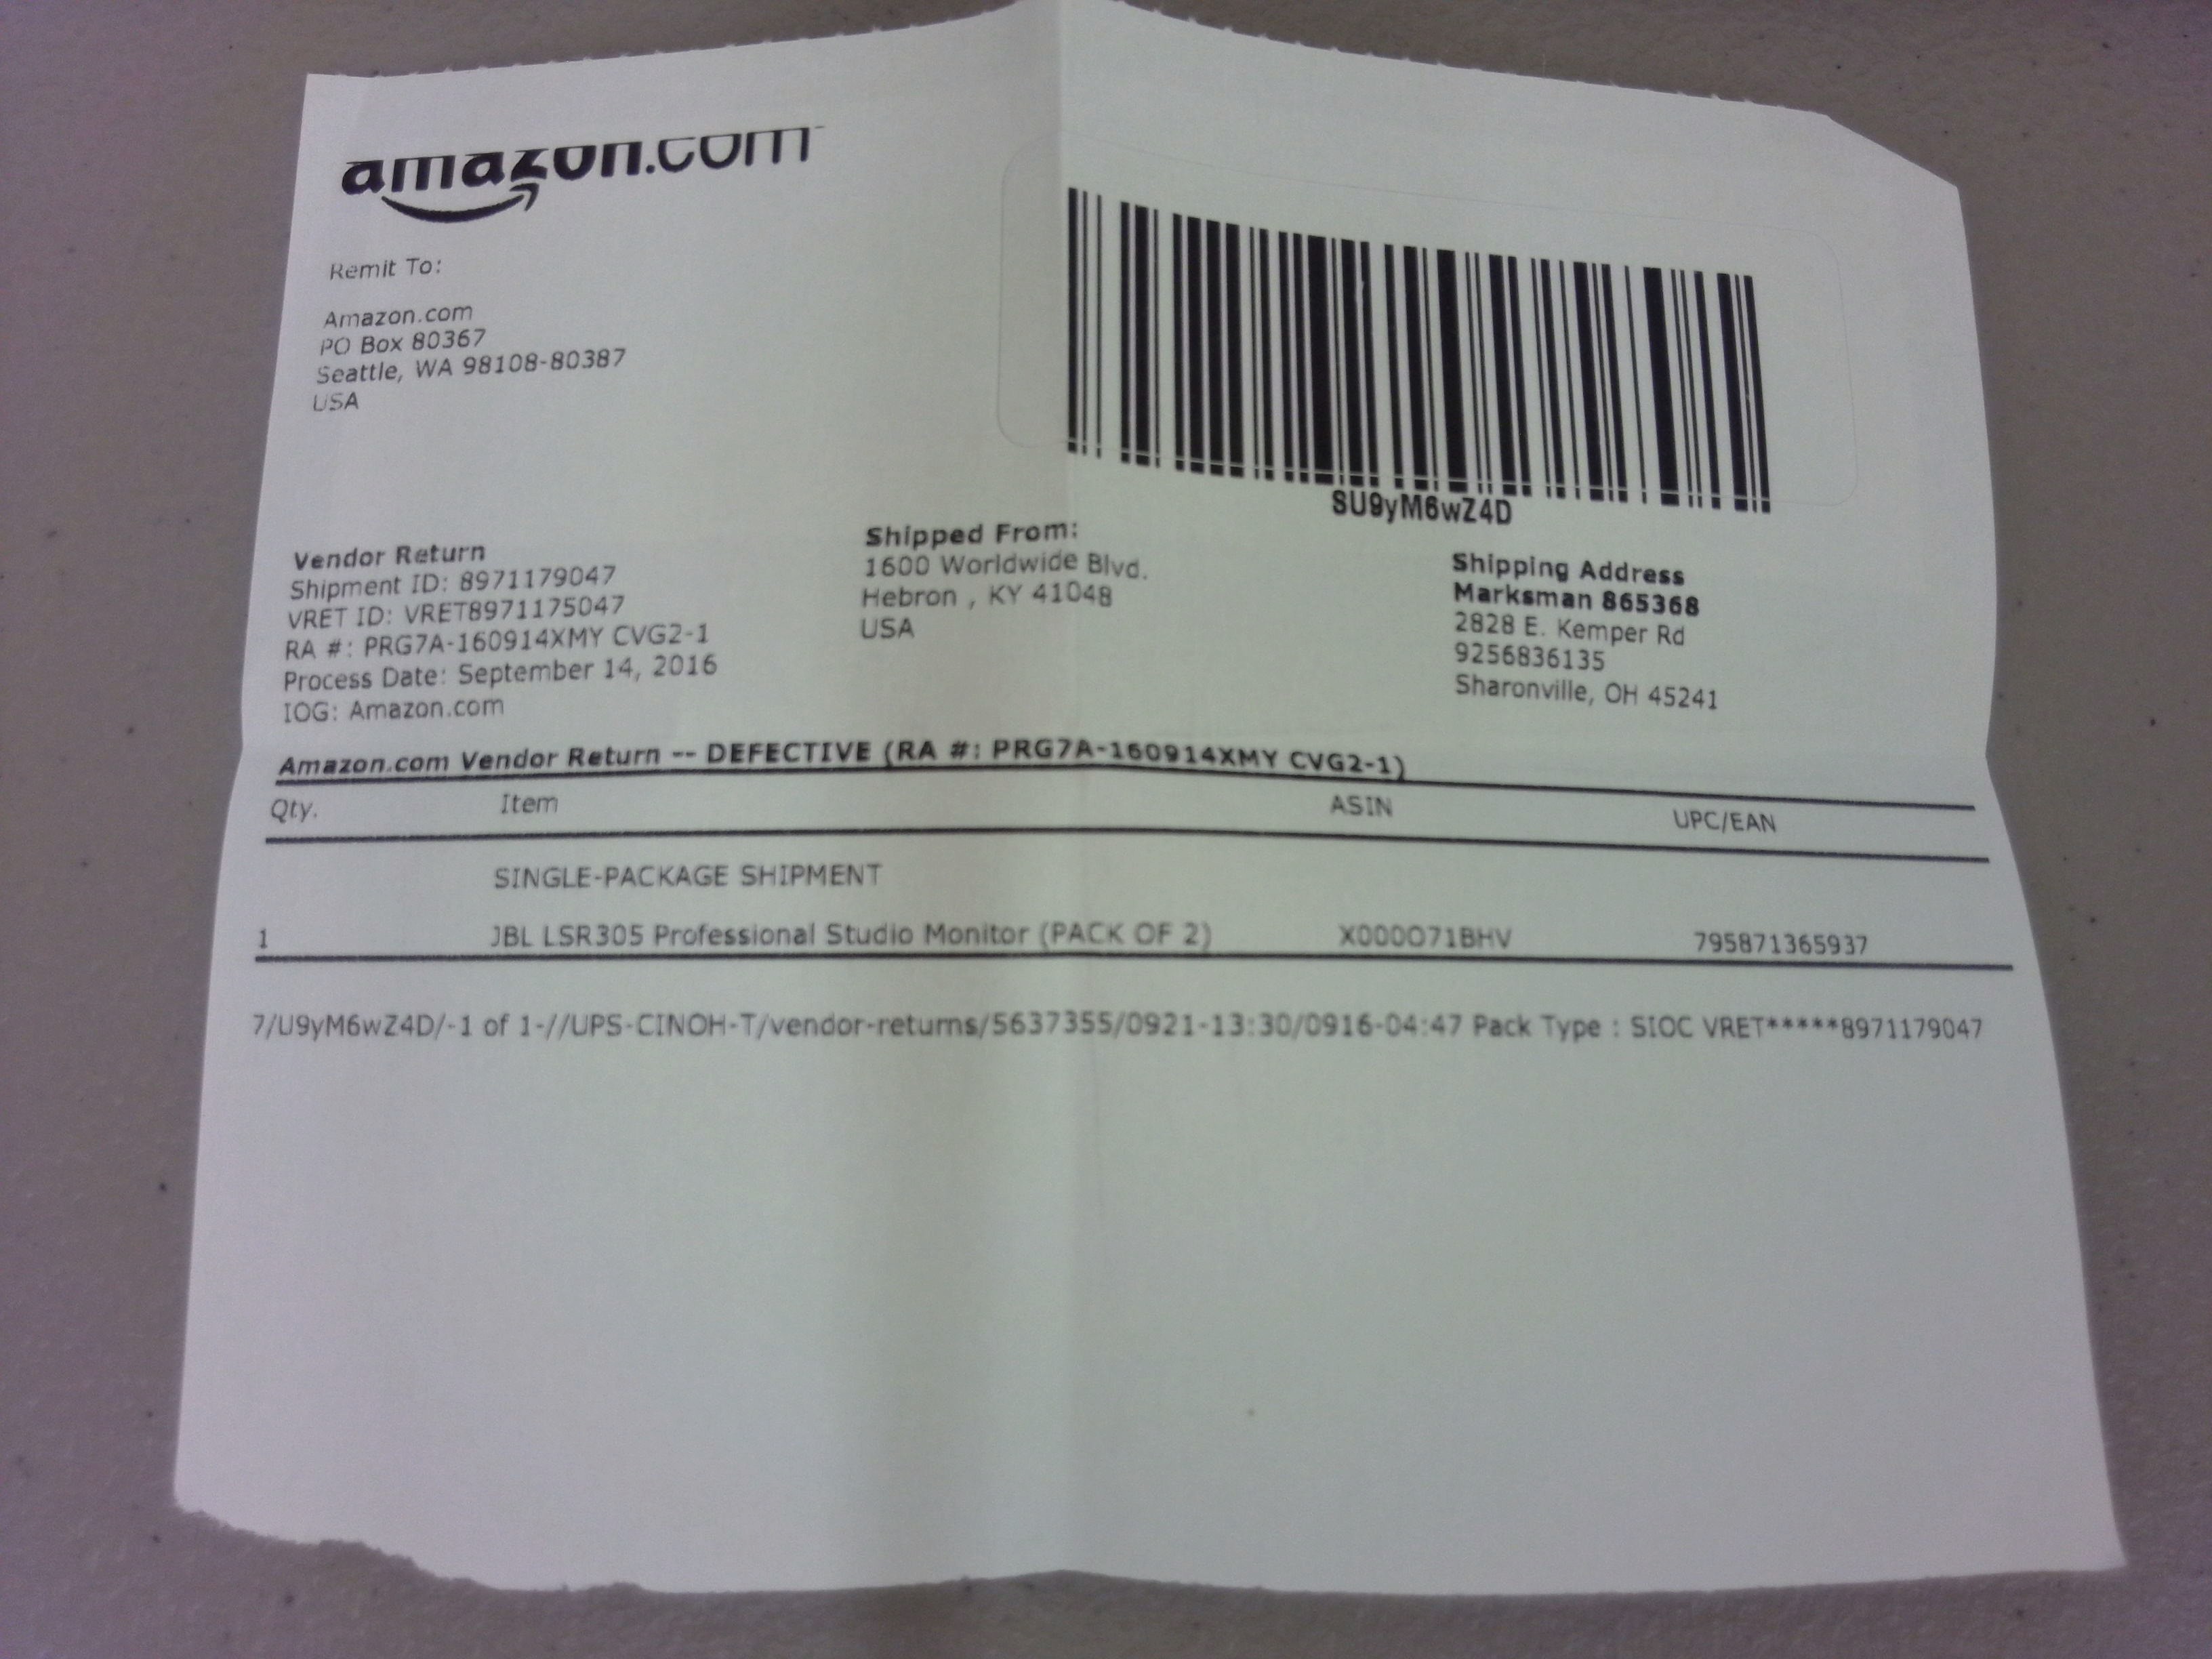 amazon.com
Remit To:
Amazon.com
PO Box 80367
Seattle, WA 98108-80387
USA
SU9yM6wZ4D
Vendor Return
Shipment ID: 8971179047
VRET ID: VRET8971175047
RA #: PRG7A-160914XMY CVG2-1
Process Date: September 14, 2016
IOG: Amazon.com
Shipped From:
1600 Worldwide Blvd.
Hebron , KY 41048
USA
Shipping Address
Marksman 865368
2828 E. Kemper Rd
9256836135
Sharonville, OH 45241
Amazon.com Vendor Return -- DEFECTIVE (RA #: PRG7A-160914XMY CVG2-1)
Qty. Item ASIN UPC/EAN
SINGLE-PACKAGE SHIPMENT
1 JBL LSR305 Professional Studio Monitor (PACK OF 2) X000O71BHV 795871365937
7/U9yM6wZ4D/-1 of 1-//UPS-CINOH-T/vendor-returns/5637355/0921-13:30/0916-04:47 Pack Type : SIOC VRET*****8971179047